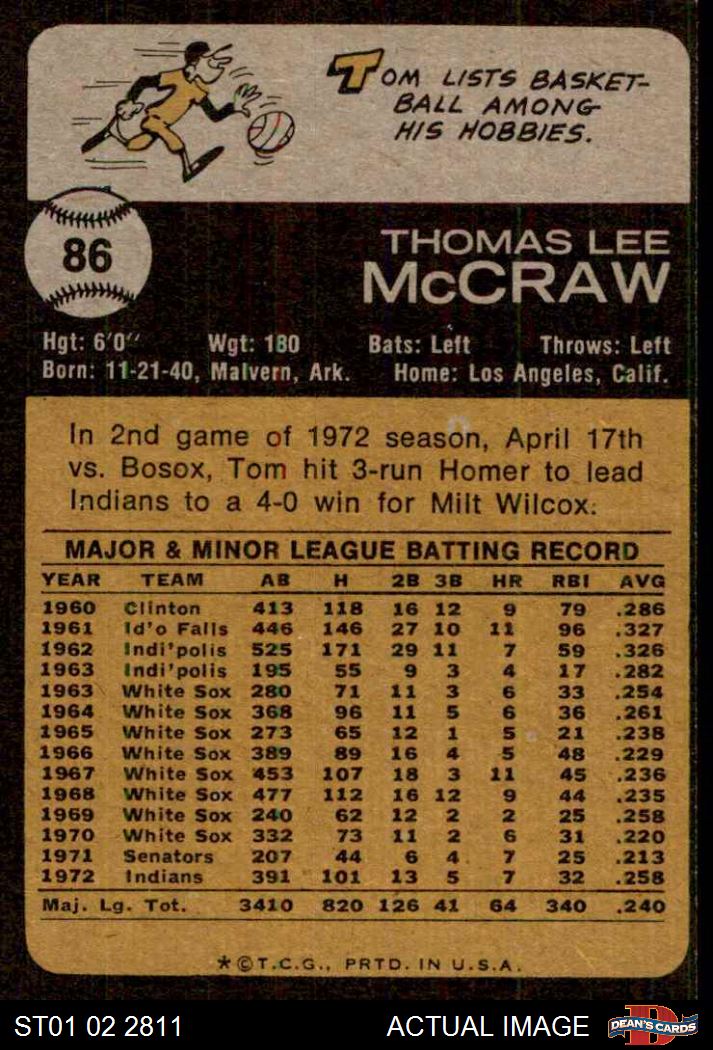 TOM LISTS BASKET-
BALL AMONG
HIS HOBBIES.
86
THOMAS LEE
McCRAW
Hgt: 6'0" Wgt: 180 Bats: Left Throws: Left
Born: 11-21-40, Malvern, Ark. Home: Los Angeles, Calif.
In 2nd game of 1972 season, April 17th
vs. Bosox, Tom hit 3-run Homer to lead
Indians to a 4-0 win for Milt Wilcox.
MAJOR & MINOR LEAGUE BATTING RECORD
YEAR TEAM AB H 2B 3B HR RBI AVG
1960 Clinton 413 118 16 12 9 79 .286
1961 Id'o Falls 446 146 27 10 11 96 .327
1962 Indi'polis 525 171 29 11 7 59 .326
1963 Indi'polis 195 55 9 3 4 17 .282
1963 White Sox 280 71 11 3 6 33 .254
1964 White Sox 368 96 11 5 6 36 .261
1965 White Sox 273 65 12 1 5 21 .238
1966 White Sox 389 89 16 4 5 48 .229
1967 White Sox 453 107 18 3 11 45 .236
1968 White Sox 477 112 16 12 9 44 .235
1969 White Sox 240 62 12 2 2 25 .258
1970 White Sox 332 73 11 2 6 31 .220
1971 Senators 207 44 6 4 7 25 .213
1972 Indians 391 101 13 5 7 32 .258
Maj. Lg. Tot. 3410 820 126 41 64 340 .240
*©T.C.G., PRTD. IN U.S.A.
ST01 02 2811 ACTUAL IMAGE D DEAN'S CARDS